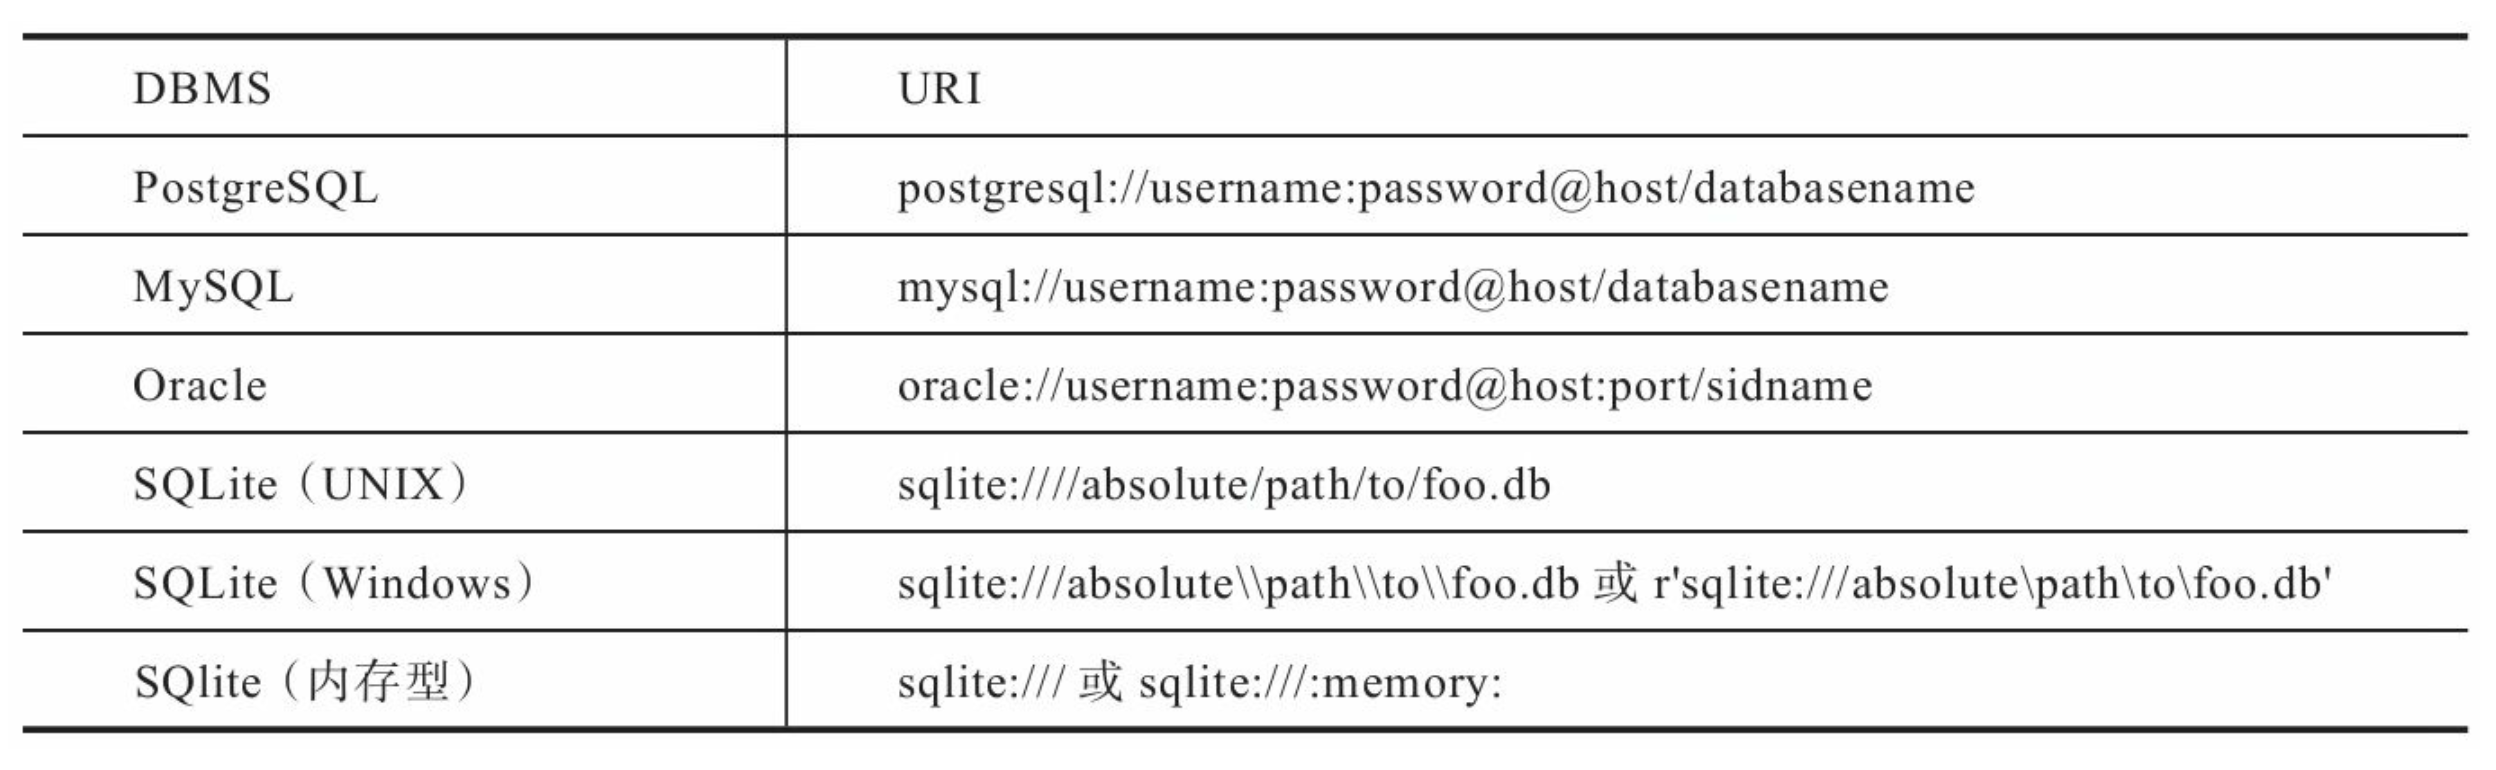 DBMS URI
PostgreSQL postgresql://username:password@host/databasename
MySQL mysql://username:password@host/databasename
Oracle oracle://username:password@host:port/sidname
SQLite（UNIX） sqlite:////absolute/path/to/foo.db
SQLite（Windows） sqlite:///absolute\\path\\to\\foo.db 或 r'sqlite:///absolute\path\to\foo.db'
SQlite（内存型） sqlite:/// 或 sqlite:///:memory: